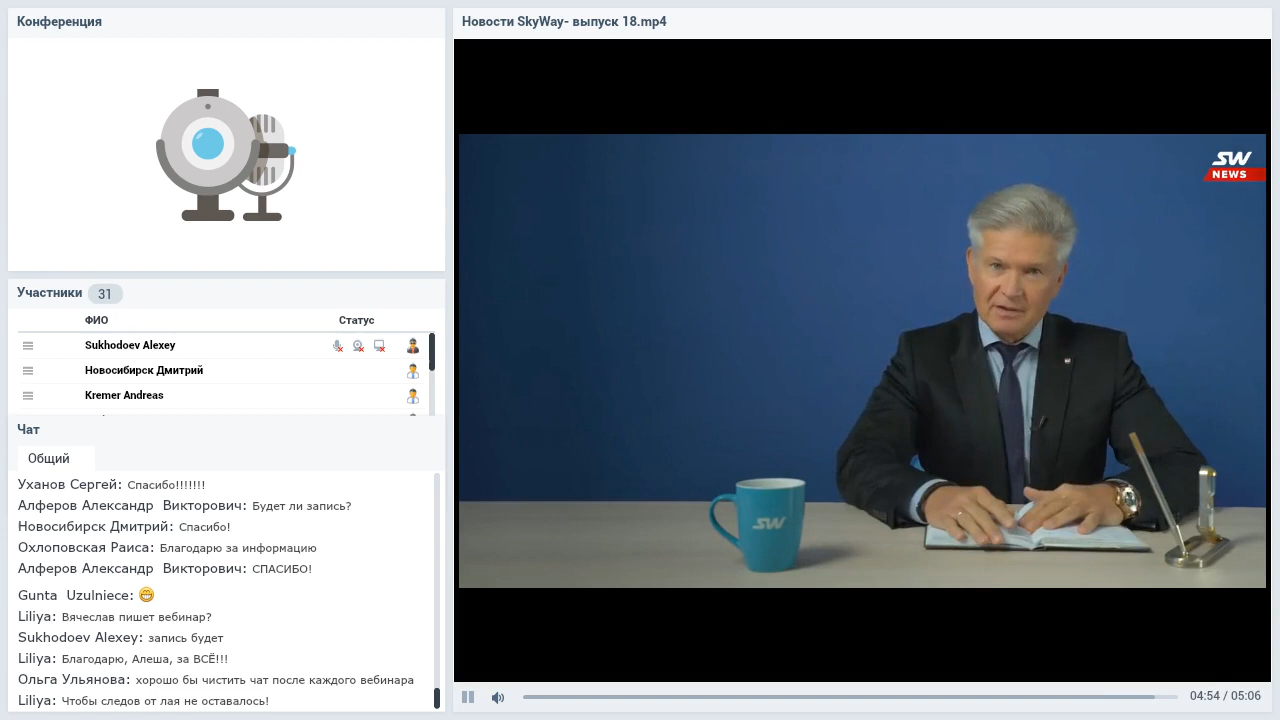 Конференция
Новости SkyWay- выпуск 18.mp4
SW
NEWS
SW
04:54 / 05:06
Участники 31
ФИО Статус
Sukhodoev Alexey
Новосибирск Дмитрий
Kremer Andreas
Чат
Общий
Уханов Сергей: Спасибо!!!!!!!
Алферов Александр Викторович: Будет ли запись?
Новосибирск Дмитрий: Спасибо!
Охлоповская Раиса: Благодарю за информацию
Алферов Александр Викторович: СПАСИБО!
Gunta Uzulniece:
Liliya: Вячеслав пишет вебинар?
Sukhodoev Alexey: запись будет
Liliya: Благодарю, Алеша, за ВСЁ!!!
Ольга Ульянова: хорошо бы чистить чат после каждого вебинара
Liliya: Чтобы следов от лая не оставалось!